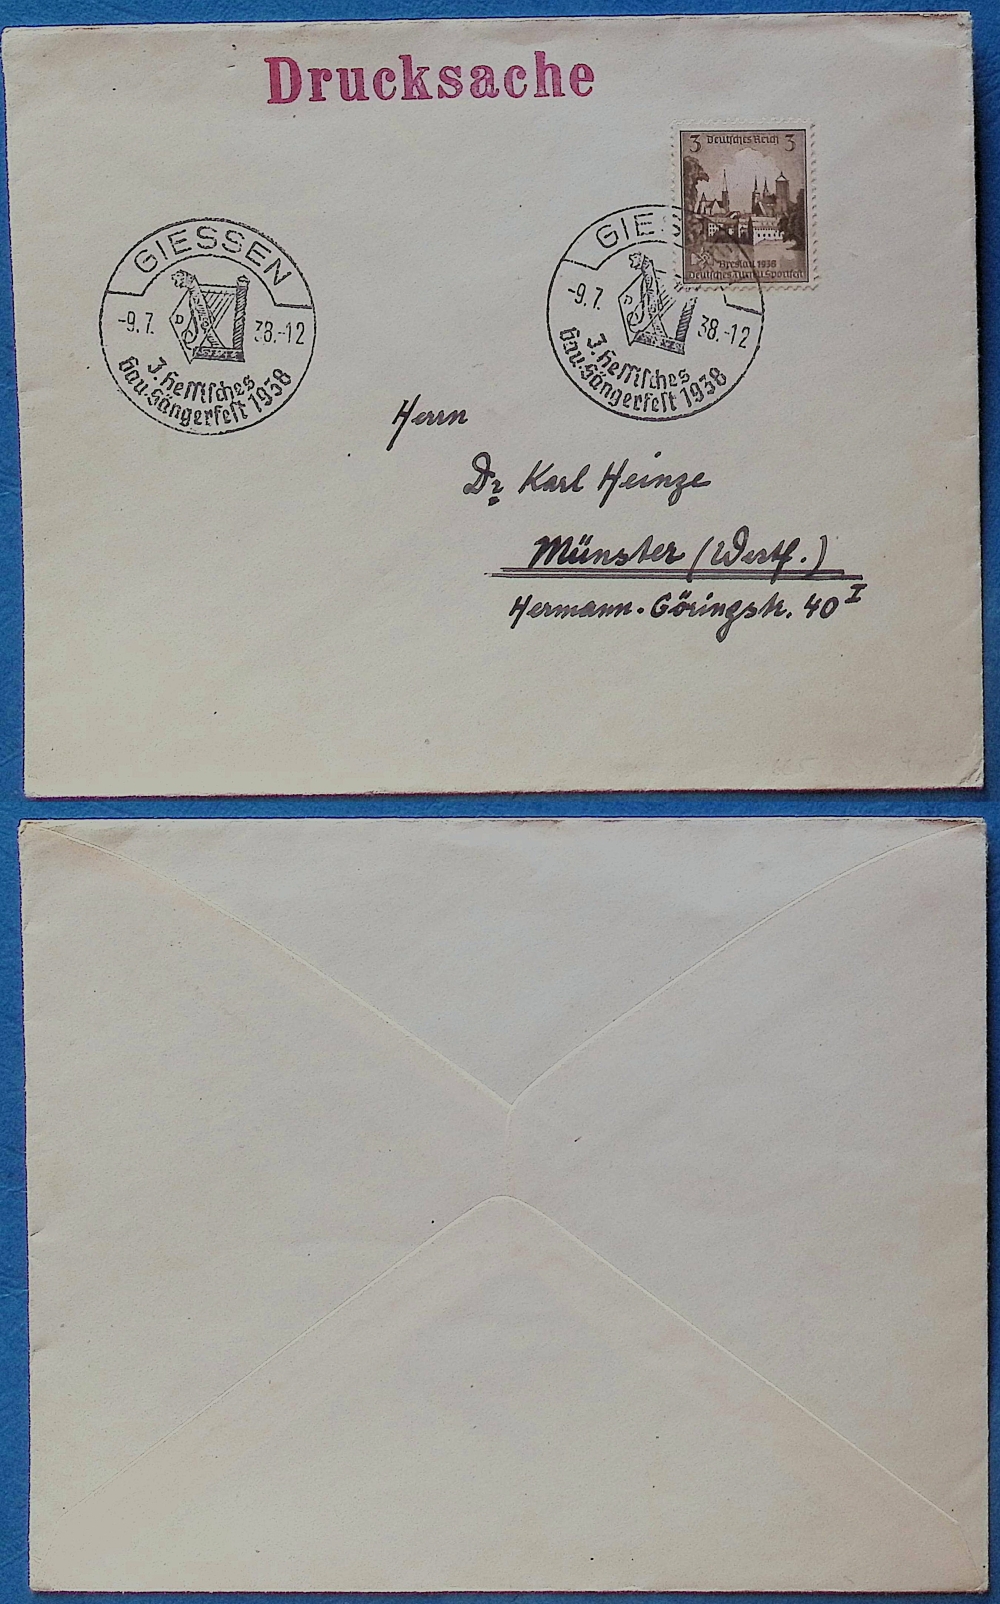 Drucksache
3 Deutsches Reich 3
Breslau 1938
Deutsches Turn u. Sportfest
GIESSEN
-9.7. 38.-12
D
3. Hessisches
Gau-Sängerfest 1938
GIES
-9.7. 38.-12
3. Hessisches
Gau-Sängerfest 1938
Herrn
Dr. Karl Heinze
Münster (Westf.)
Hermann-Göringstr. 40 I